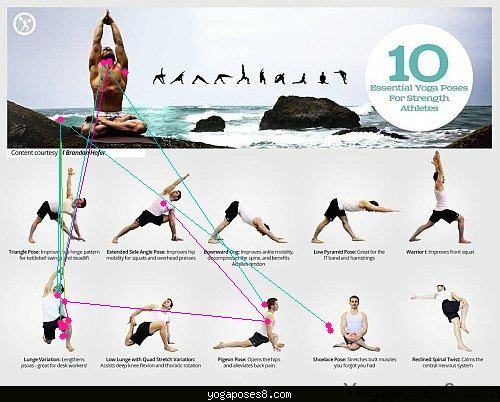 10
Essential Yoga Poses
For Strength
Athletes
Content courtesy Brandon Hofer
Triangle Pose: Improves hinge pattern
for kettlebell swings and deadlift
Extended Side Angle Pose: Improves hip
mobility for squats and overhead presses
Downward Dog: Improves ankle mobility,
decompresses the spine, and benefits
Achilles tendon
Low Pyramid Pose: Great for the
IT band and hamstrings
Warrior I: Improves front squat
Lunge Variation: Lengthens
psoas - great for desk workers!
Low Lunge with Quad Stretch Variation:
Assists deep knee flexion and thoracic rotation
Pigeon Pose: Opens the hips
and alleviates back pain
Shoelace Pose: Stretches butt muscles
you forgot you had
Reclined Spinal Twist: Calms the
central nervous system
yogaposes8.com